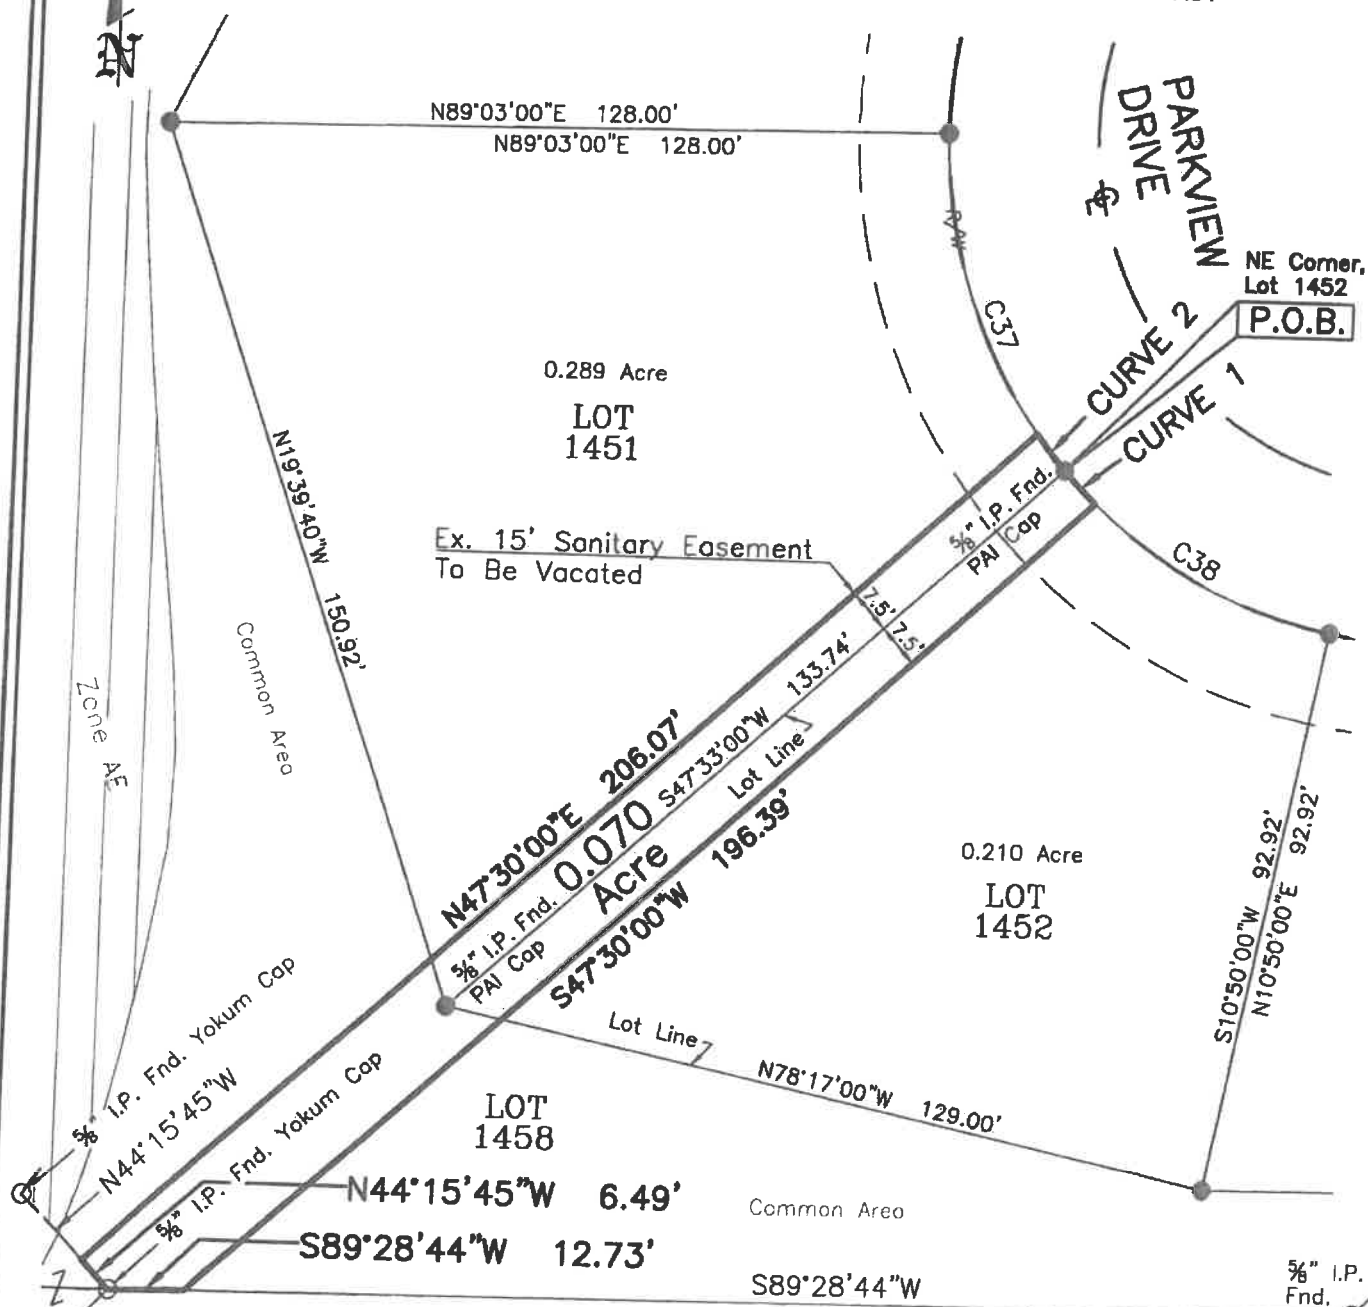 N
N89°03'00"E 128.00'
N89°03'00"E 128.00'
PARKVIEW
DRIVE
R/W
C37
NE Corner,
Lot 1452
P.O.B.
CURVE 2
CURVE 1
0.289 Acre
LOT
1451
N19°39'40"W 150.92'
Ex. 15' Sanitary Easement
To Be Vacated
5/8" I.P. Fnd.
PAI Cap
C38
7.5' 7.5'
Common Area
Zone AE
N47°30'00"E 206.07'
S47°33'00"W 133.74'
Lot Line
0.070
Acre
S47°30'00"W 196.39'
5/8" I.P. Fnd.
PAI Cap
0.210 Acre
LOT
1452
S10°50'00"W 92.92'
N10°50'00"E 92.92'
Lot Line
N78°17'00"W 129.00'
5/8" I.P. Fnd. Yokum Cap
N44°15'45"W
5/8" I.P. Fnd. Yokum Cap
LOT
1458
N44°15'45"W 6.49'
Common Area
S89°28'44"W 12.73'
S89°28'44"W
5/8" I.P.
Fnd.